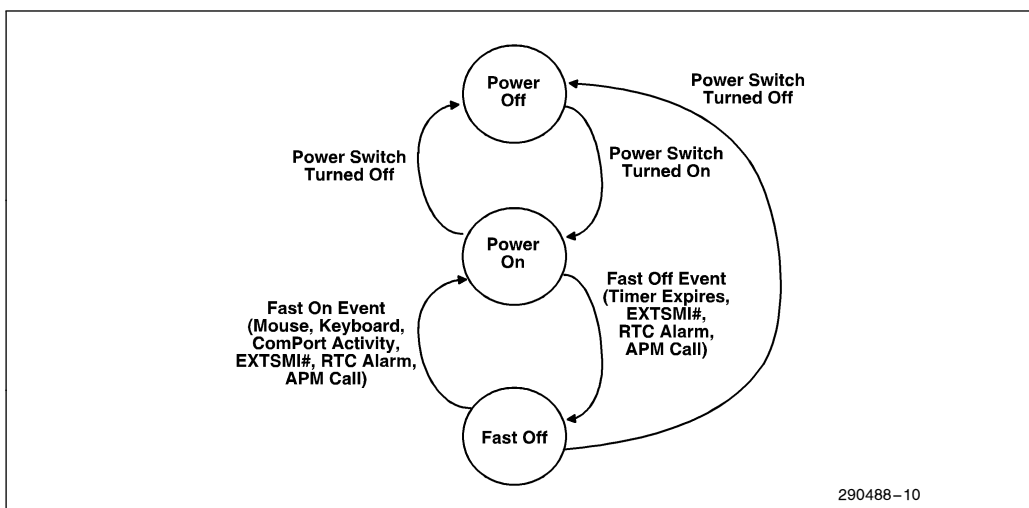 Power
Off
Power Switch
Turned Off
Power Switch
Turned Off
Power Switch
Turned On
Power
On
Fast On Event
(Mouse, Keyboard,
ComPort Activity,
EXTSMI#, RTC Alarm,
APM Call)
Fast Off Event
(Timer Expires,
EXTSMI#,
RTC Alarm,
APM Call)
Fast Off
290488–10